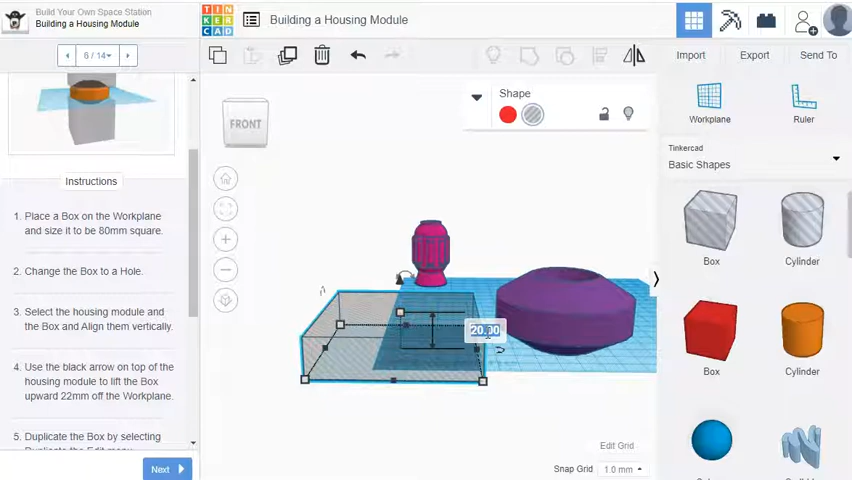 Build Your Own Space Station
Building a Housing Module
TIN
KER
CAD
Building a Housing Module
6 / 14
Import
Export
Send To
Shape
FRONT
Workplane
Ruler
Tinkercad
Basic Shapes
Instructions
1. Place a Box on the Workplane
and size it to be 80mm square.
2. Change the Box to a Hole.
3. Select the housing module and
the Box and Align them vertically.
4. Use the black arrow on top of the
housing module to lift the Box
upward 22mm off the Workplane.
5. Duplicate the Box by selecting
20.00
Box
Cylinder
Box
Cylinder
Edit Grid
Snap Grid 1.0 mm
Next